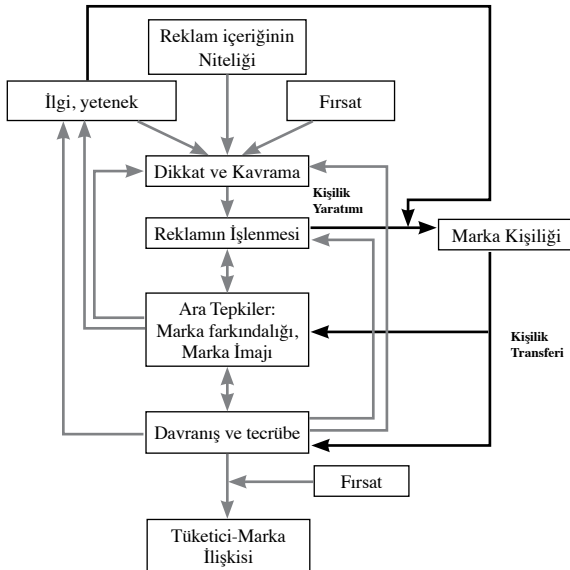 Reklam içeriğinin
Niteliği
İlgi, yetenek
Fırsat
Dikkat ve Kavrama
Kişilik
Yaratımı
Reklamın İşlenmesi
Marka Kişiliği
Ara Tepkiler:
Marka farkındalığı,
Marka İmajı
Kişilik
Transferi
Davranış ve tecrübe
Fırsat
Tüketici-Marka
İlişkisi